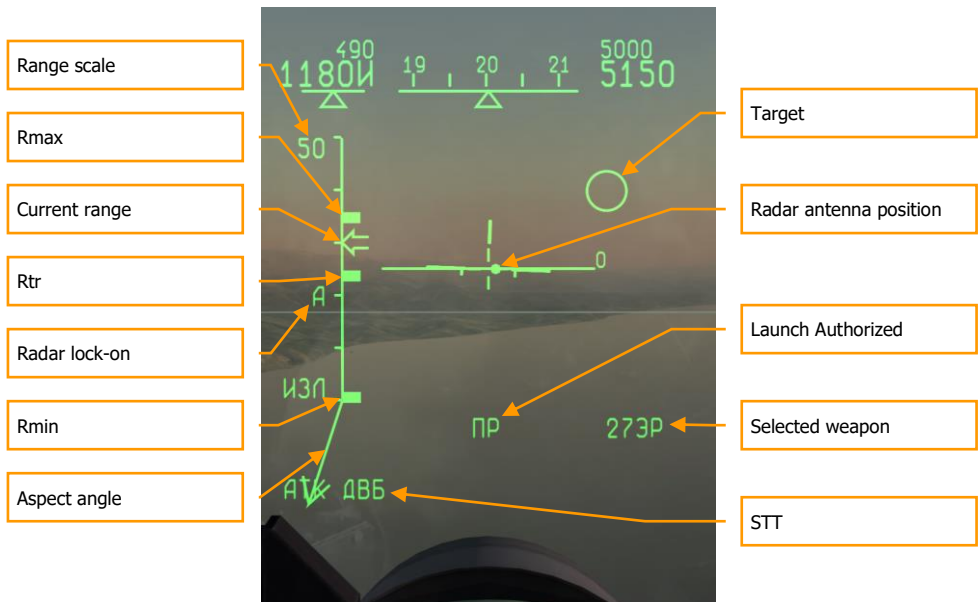 Range scale
Rmax
Current range
Rtr
Radar lock-on
Rmin
Aspect angle
490
1180И
19 20 21
5000
5150
50
0
А
ИЗЛ
ПР
27ЭР
АТК ДВБ
Target
Radar antenna position
Launch Authorized
Selected weapon
STT